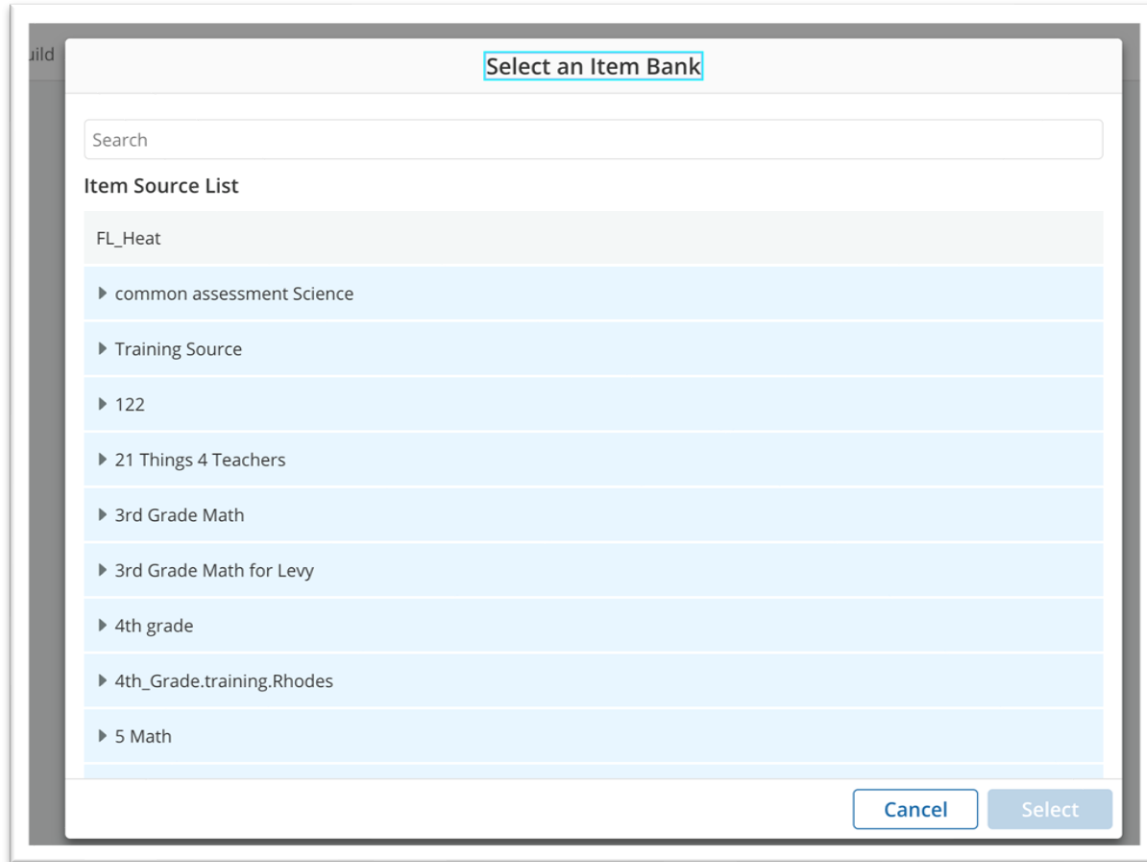 uild
Select an Item Bank
Search
Item Source List
FL_Heat
common assessment Science
Training Source
122
21 Things 4 Teachers
3rd Grade Math
3rd Grade Math for Levy
4th grade
4th_Grade.training.Rhodes
5 Math
Cancel Select